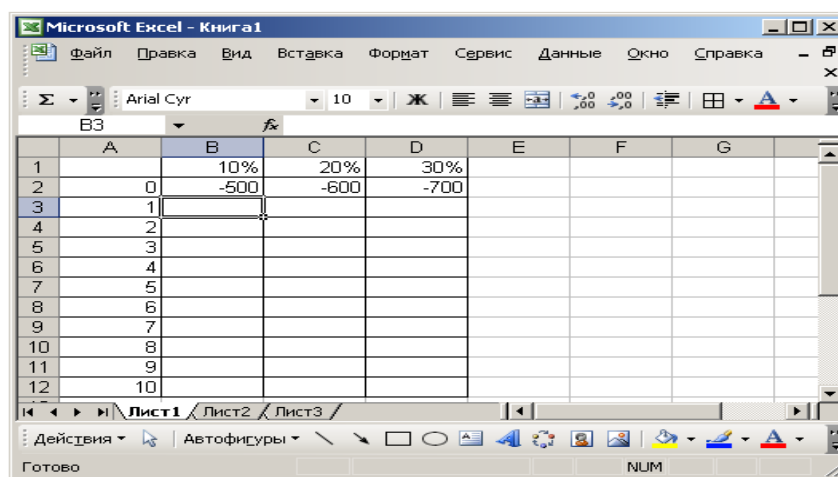 Microsoft Excel - Книга1
Файл Правка Вид Вставка Формат Сервис Данные Окно Справка
Σ Arial Cyr 10 Ж
B3 fx
A B C D E F G
1 10% 20% 30%
2 0 -500 -600 -700
3 1
4 2
5 3
6 4
7 5
8 6
9 7
10 8
11 9
12 10
Лист1 Лист2 Лист3
Действия Автофигуры
Готово NUM